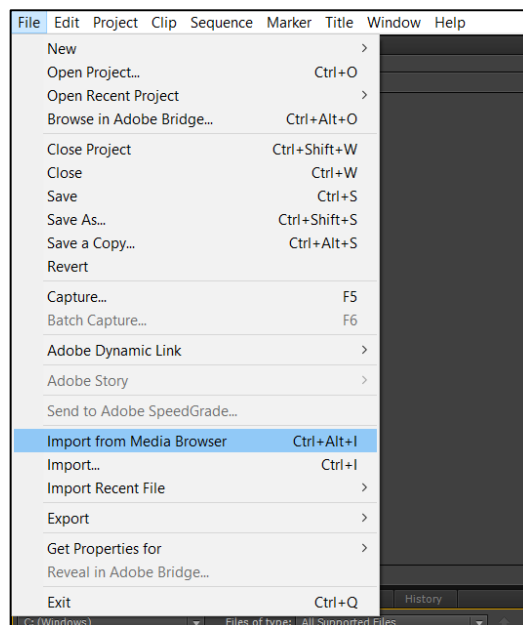 File Edit Project Clip Sequence Marker Title Window Help
New >
Open Project... Ctrl+O
Open Recent Project >
Browse in Adobe Bridge... Ctrl+Alt+O
Close Project Ctrl+Shift+W
Close Ctrl+W
Save Ctrl+S
Save As... Ctrl+Shift+S
Save a Copy... Ctrl+Alt+S
Revert
Capture... F5
Batch Capture... F6
Adobe Dynamic Link >
Adobe Story >
Send to Adobe SpeedGrade...
Import from Media Browser Ctrl+Alt+I
Import... Ctrl+I
Import Recent File >
Export >
Get Properties for >
Reveal in Adobe Bridge...
History
Exit Ctrl+Q
C: (Windows) Files of type: All Supported Files